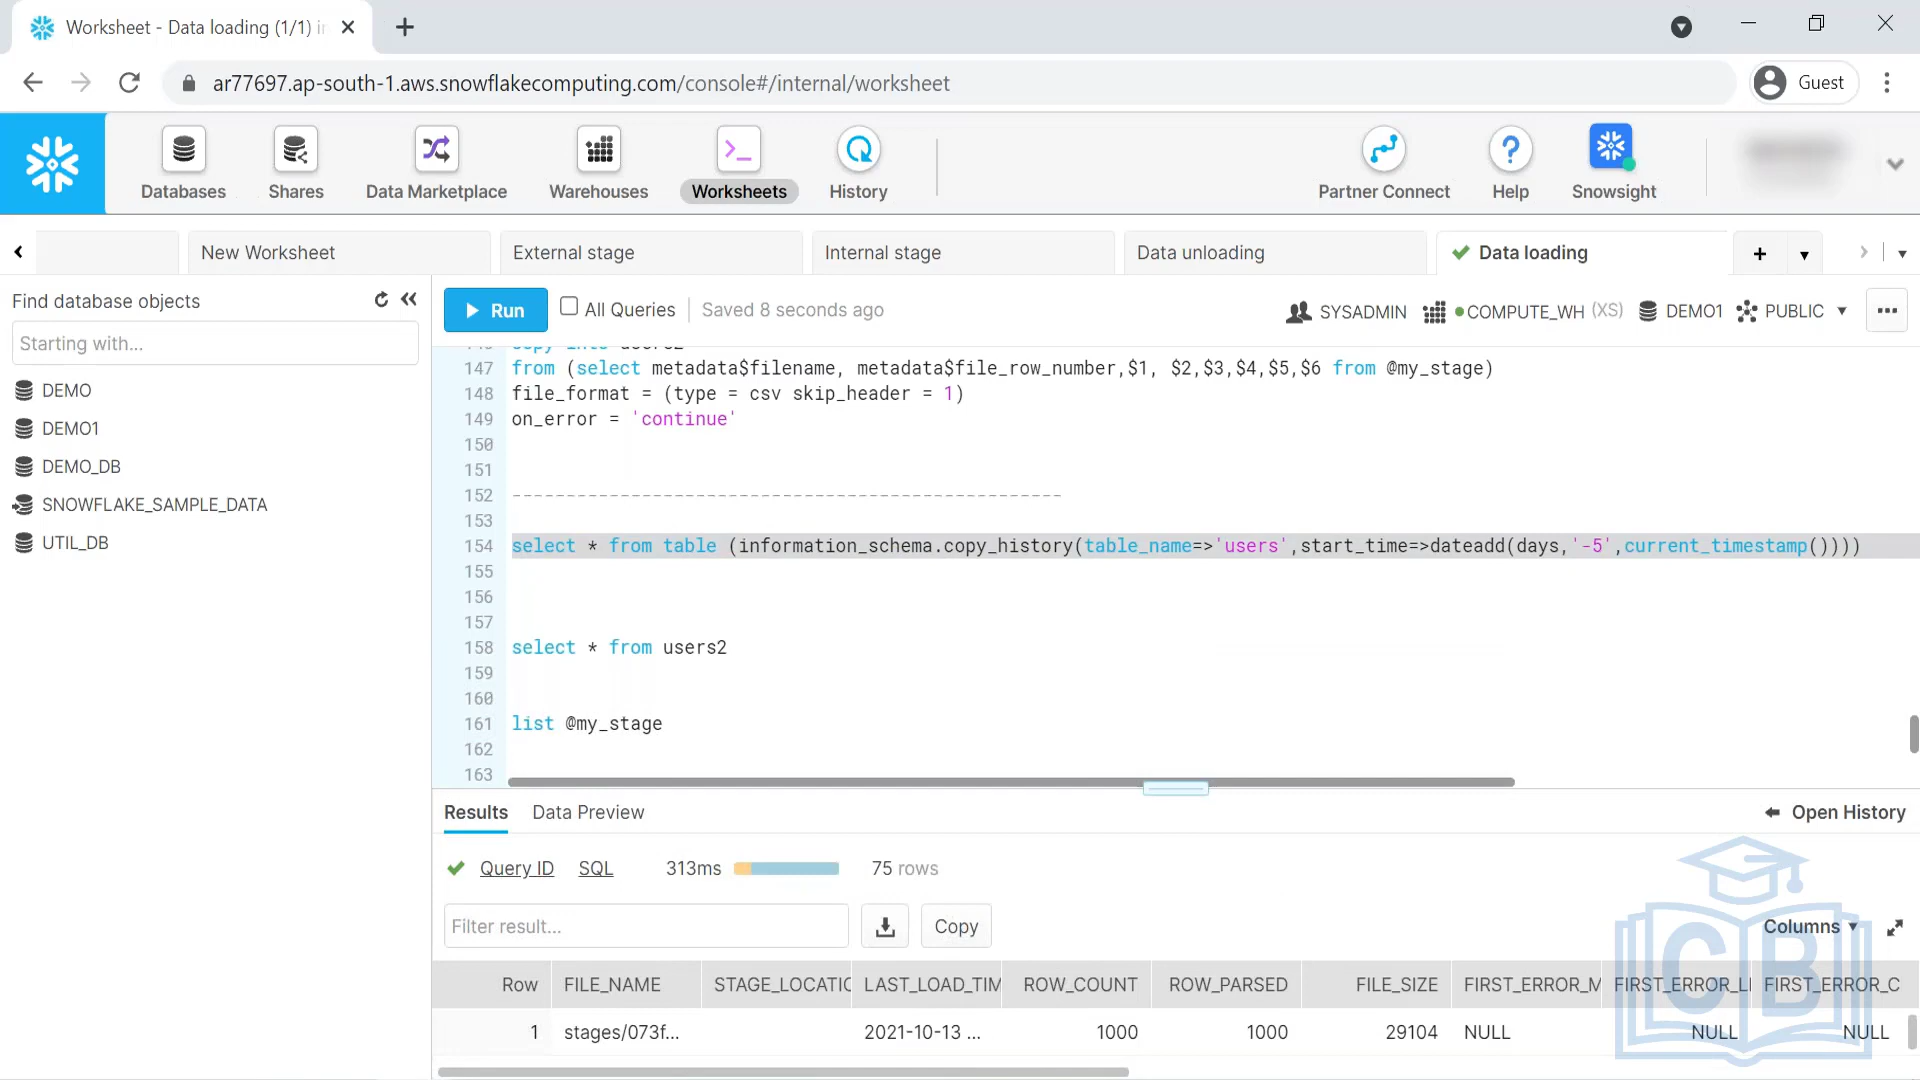 Worksheet - Data loading (1/1) i
ar77697.ap-south-1.aws.snowflakecomputing.com/console#/internal/worksheet
Guest
Databases
Shares
Data Marketplace
Warehouses
Worksheets
History
Partner Connect
Help
Snowsight
New Worksheet
External stage
Internal stage
Data unloading
Data loading
Find database objects
Starting with...
DEMO
DEMO1
DEMO_DB
SNOWFLAKE_SAMPLE_DATA
UTIL_DB
Run
All Queries
Saved 8 seconds ago
SYSADMIN
COMPUTE_WH (XS)
DEMO1
PUBLIC
146 copy into users2
147 from (select metadata$filename, metadata$file_row_number,$1, $2,$3,$4,$5,$6 from @my_stage)
148 file_format = (type = csv skip_header = 1)
149 on_error = 'continue'
150
151
152 ---------------------------------------------------
153
154 select * from table (information_schema.copy_history(table_name=>'users',start_time=>dateadd(days,'-5',current_timestamp())))
155
156
157
158 select * from users2
159
160
161 list @my_stage
162
163
Results
Data Preview
Open History
Query ID
SQL
313ms
75 rows
Filter result...
Copy
Columns
Row FILE_NAME STAGE_LOCATIO LAST_LOAD_TIM ROW_COUNT ROW_PARSED FILE_SIZE FIRST_ERROR_M FIRST_ERROR_LI FIRST_ERROR_C
1 stages/073f... 2021-10-13 ... 1000 1000 29104 NULL NULL NULL
CB